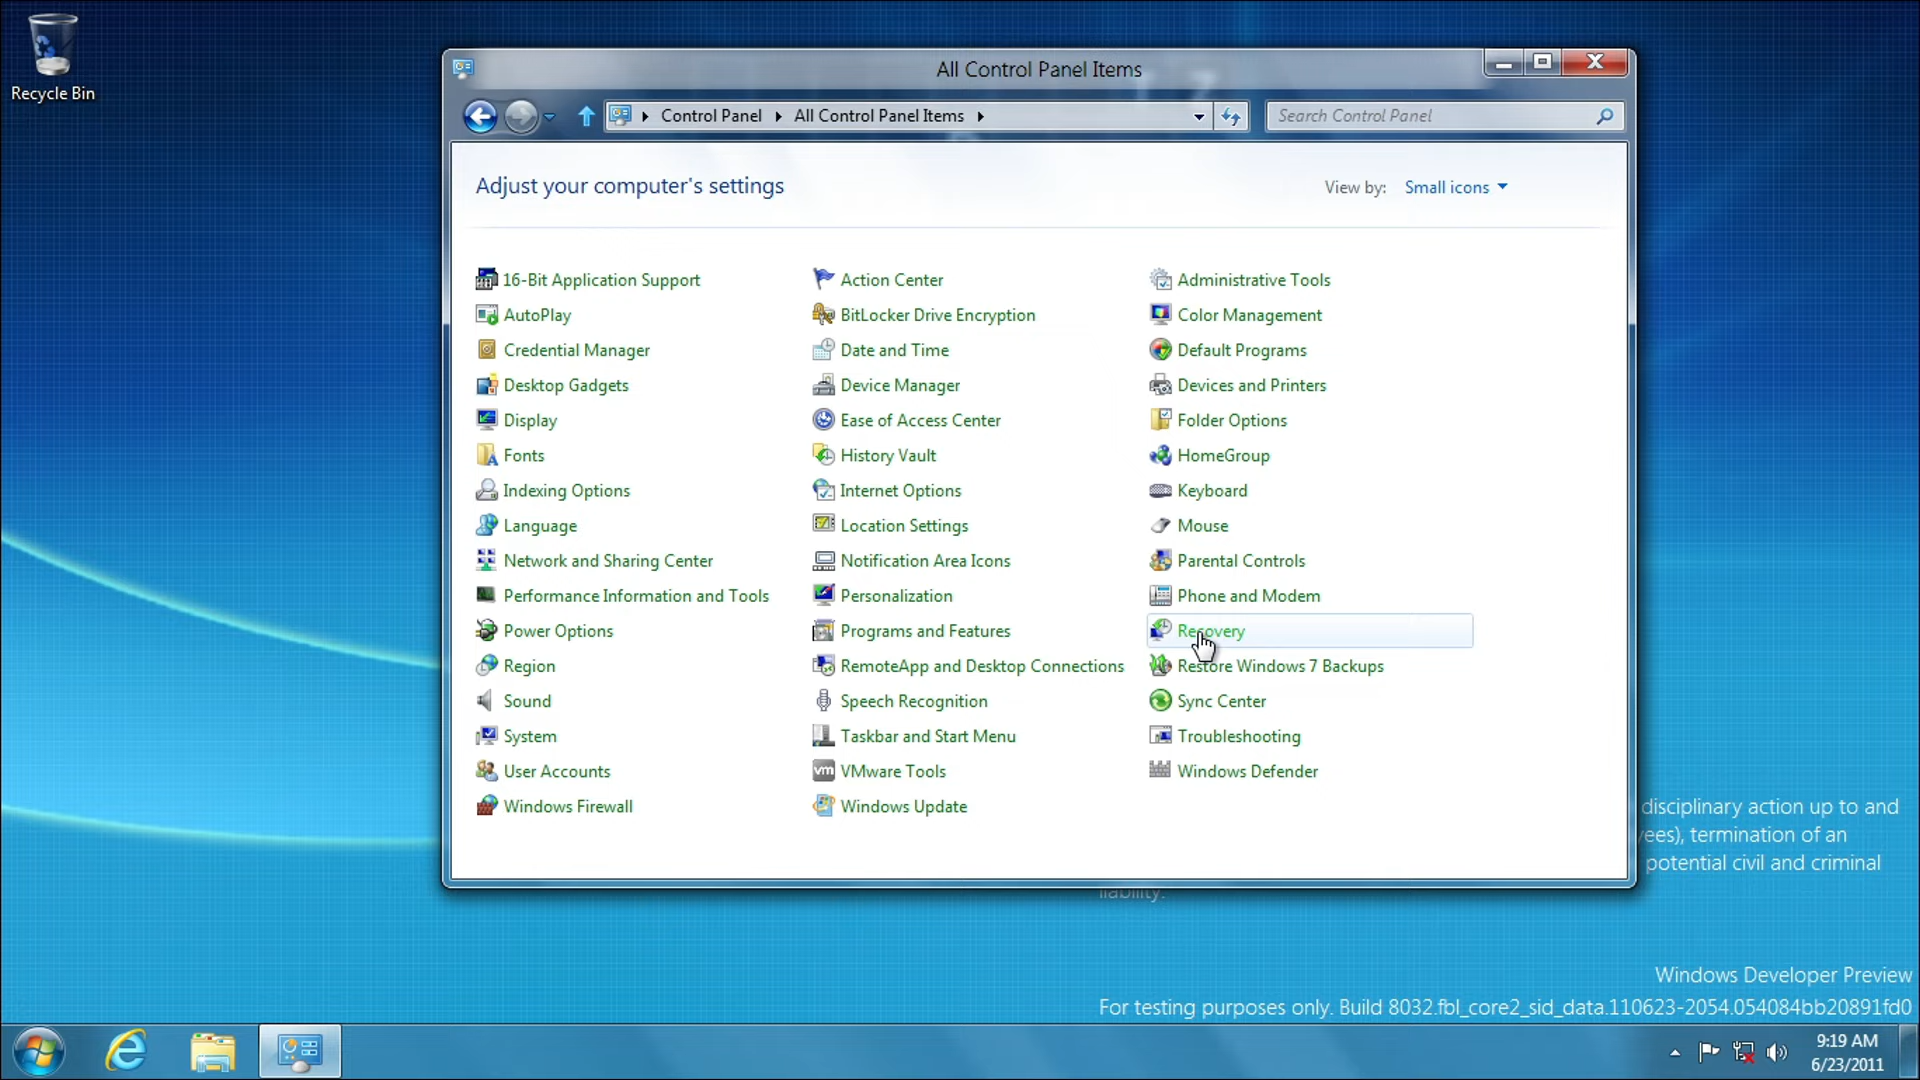 Recycle Bin
All Control Panel Items
Control Panel
All Control Panel Items
Search Control Panel
Adjust your computer's settings
View by: Small icons
16-Bit Application Support
Action Center
Administrative Tools
AutoPlay
BitLocker Drive Encryption
Color Management
Credential Manager
Date and Time
Default Programs
Desktop Gadgets
Device Manager
Devices and Printers
Display
Ease of Access Center
Folder Options
Fonts
History Vault
HomeGroup
Indexing Options
Internet Options
Keyboard
Language
Location Settings
Mouse
Network and Sharing Center
Notification Area Icons
Parental Controls
Performance Information and Tools
Personalization
Phone and Modem
Power Options
Programs and Features
Recovery
Region
RemoteApp and Desktop Connections
Restore Windows 7 Backups
Sound
Speech Recognition
Sync Center
System
Taskbar and Start Menu
Troubleshooting
User Accounts
vm VMware Tools
Windows Defender
Windows Firewall
Windows Update
disciplinary action up to and
yees), termination of an
potential civil and criminal
liability.
Windows Developer Preview
For testing purposes only. Build 8032.fbl_core2_sid_data.110623-2054.054084bb20891fd0
9:19 AM
6/23/2011